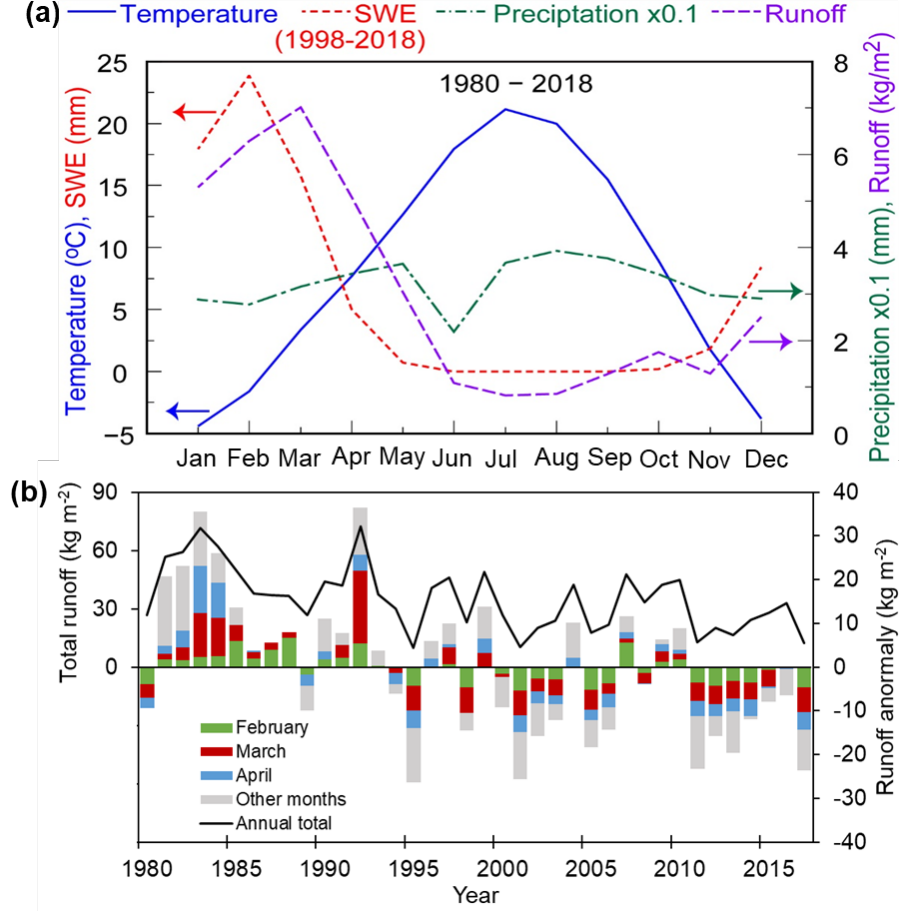 (a)
Temperature
SWE
(1998-2018)
Preciptation x0.1
Runoff
1980 – 2018
Temperature (ºC), SWE (mm)
25
20
15
10
5
0
−5
Precipitation x0.1 (mm), Runoff (kg/m²)
8
6
4
2
0
Jan Feb Mar Apr May Jun Jul Aug Sep Oct Nov Dec
(b)
Total runoff (kg m⁻²)
90
60
30
0
Runoff anormaly (kg m⁻²)
40
30
20
10
0
-10
-20
-30
-40
February
March
April
Other months
Annual total
1980 1985 1990 1995 2000 2005 2010 2015
Year